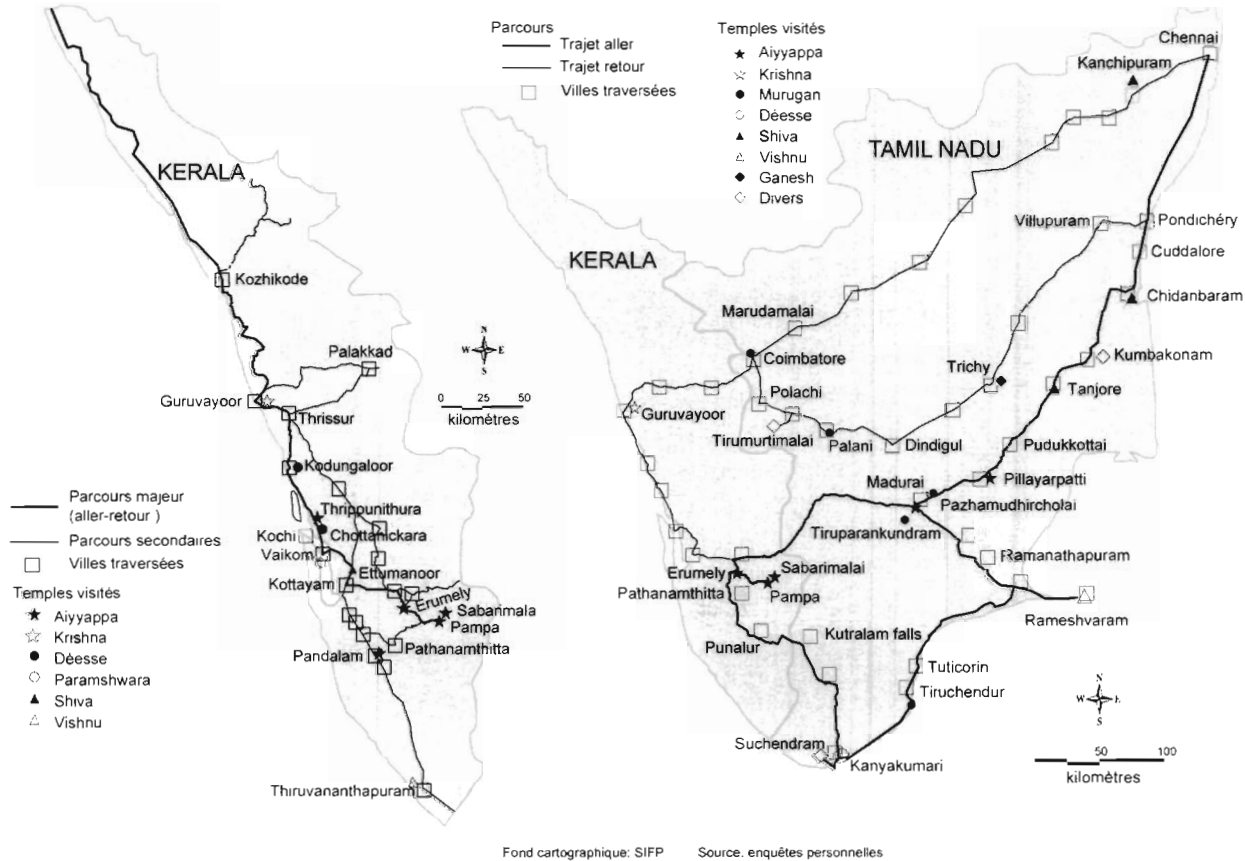 Parcours
Trajet aller
Trajet retour
Villes traversées
Temples visités
Aiyyappa
Krishna
Murugan
Déesse
Shiva
Vishnu
Ganesh
Divers
KERALA
Kozhikode
Palakkad
Guruvayoor
Thrissur
Kodungaloor
Thrippunithura
Kochi
Chottanickara
Vaikom
Ettumanoor
Kottayam
Erumely
Sabarimala
Pampa
Pathanamthitta
Pandalam
Thiruvananthapuram
N
W E
S
0 25 50
kilomètres
Parcours majeur
(aller-retour )
Parcours secondaires
Villes traversées
Temples visités
Aiyyappa
Krishna
Déesse
Paramshwara
Shiva
Vishnu
TAMIL NADU
KERALA
Chennai
Kanchipuram
Villupuram
Pondichéry
Cuddalore
Chidanbaram
Marudamalai
Coimbatore
Kumbakonam
Trichy
Tanjore
Polachi
Guruvayoor
Tirumurtimalai
Palani
Dindigul
Pudukkottai
Madurai
Pillayarpatti
Pazhamudhircholai
Tiruparankundram
Ramanathapuram
Erumely
Sabarimalai
Pathanamthitta
Pampa
Rameshvaram
Punalur
Kutralam falls
Tuticorin
Tiruchendur
Suchendram
Kanyakumari
N
W E
S
50 100
kilomètres
Fond cartographique: SIFP Source. enquêtes personnelles